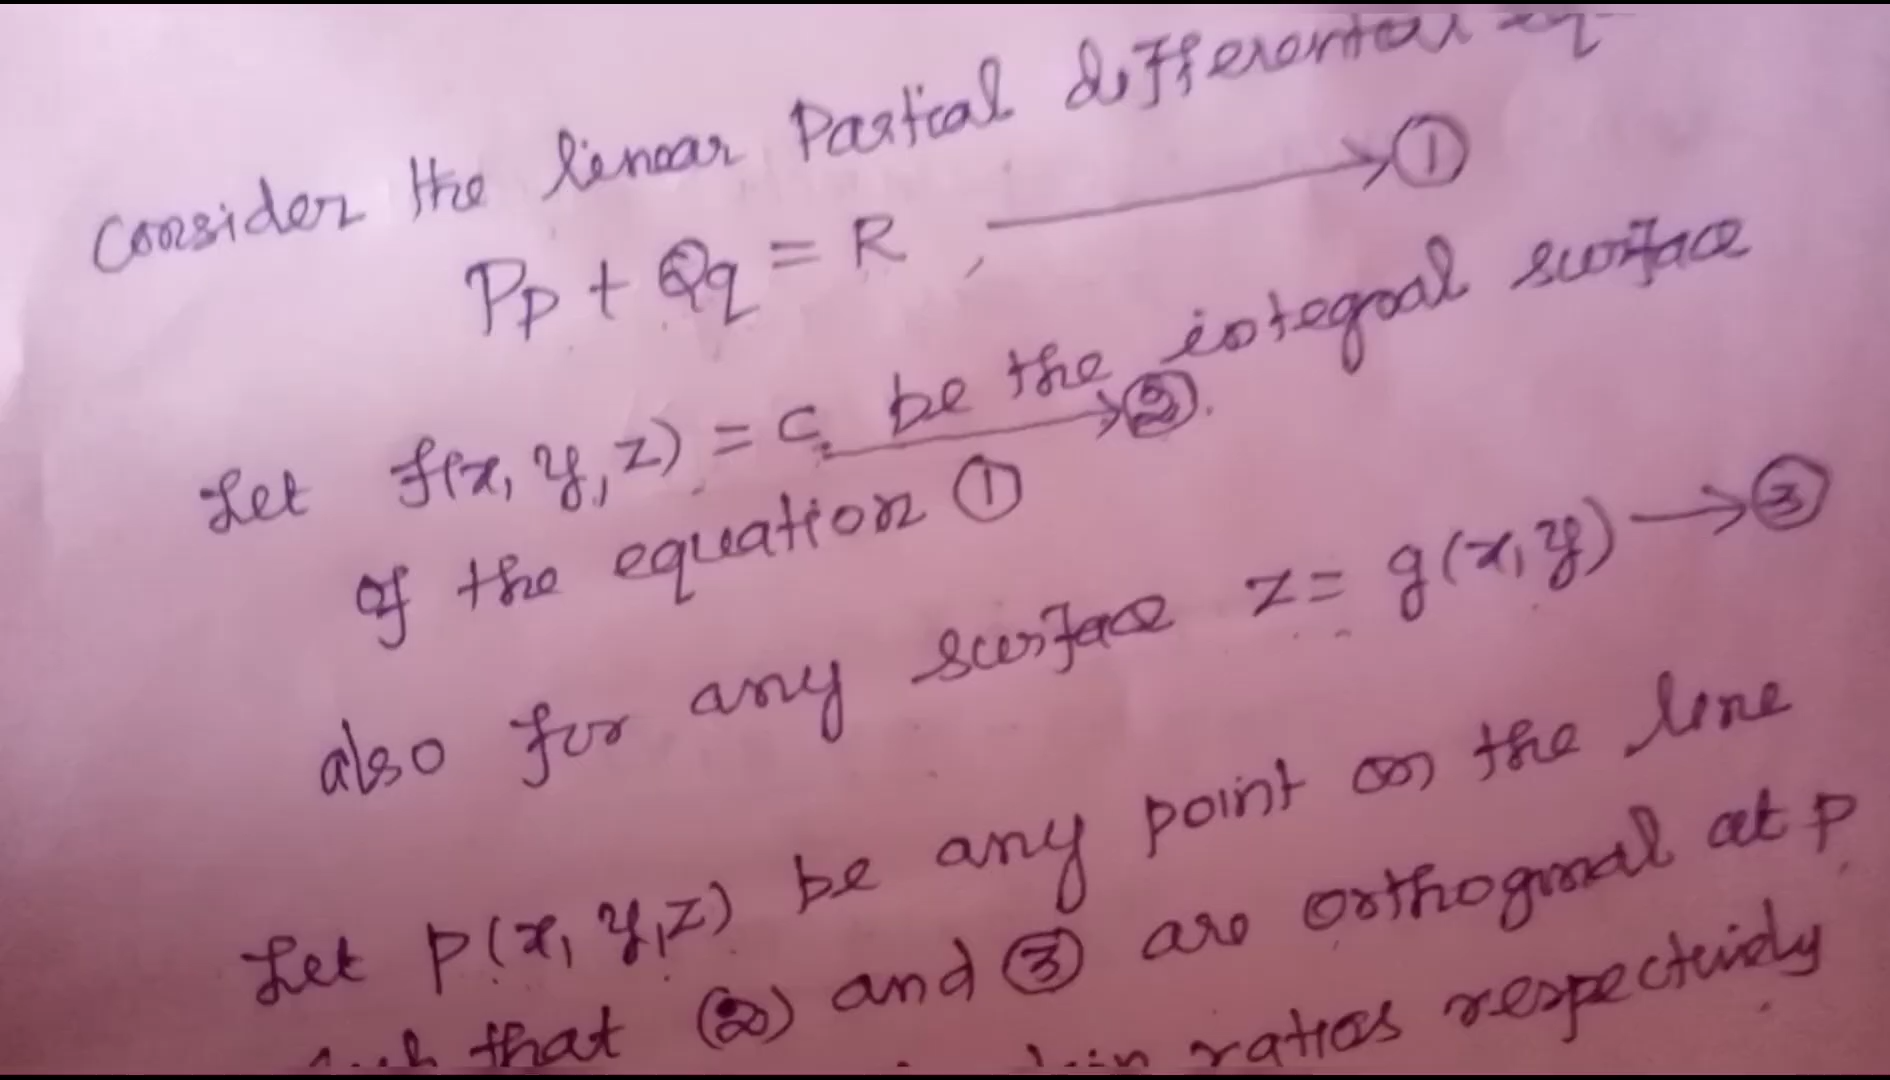 Consider the linear Partial differential
Pp + Qq = R, → ①
Let f(x, y, z) = c be the integral surface
→ ②.
of the equation ①
also for any surface z = g(x, y) → ③
Let p(x, y, z) be any point on the line
that (2) and ③ are orthogonal at p
ratios respectively